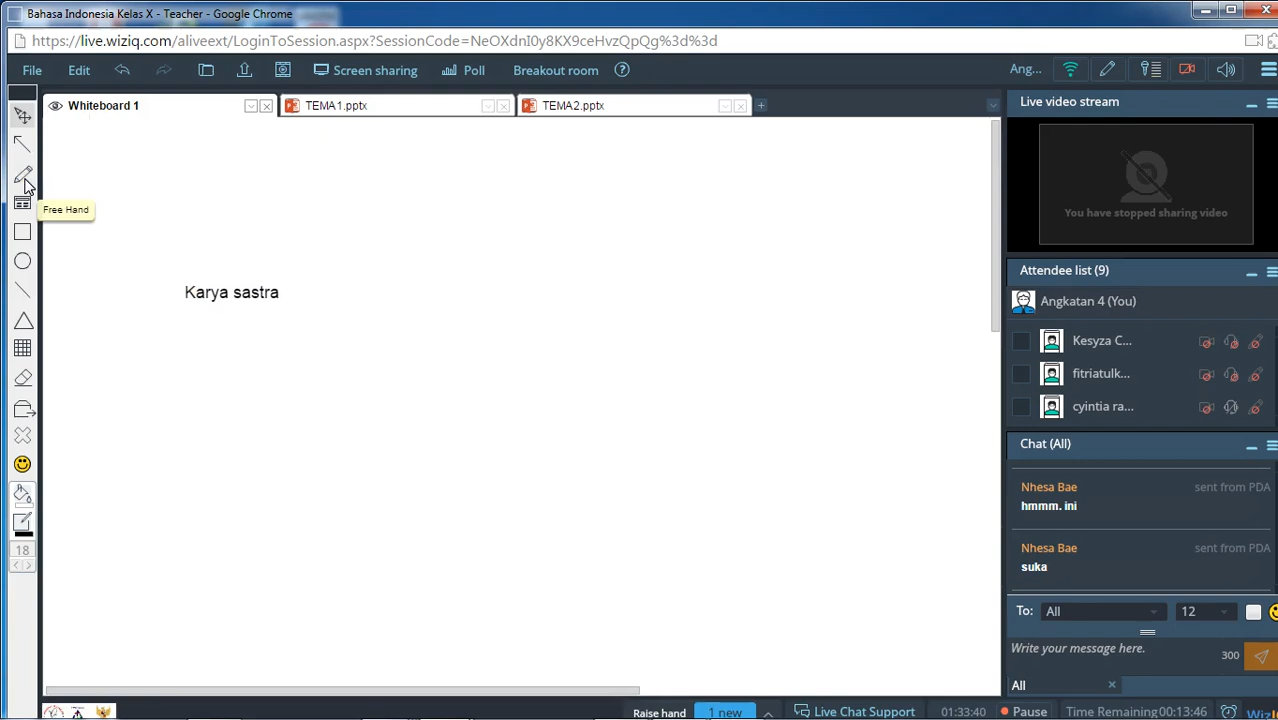 Bahasa Indonesia Kelas X - Teacher - Google Chrome
https://live.wiziq.com/aliveext/LoginToSession.aspx?SessionCode=NeOXdnI0y8KX9ceHvzQpQg%3d%3d
File Edit Screen sharing Poll Breakout room ? Ang...
Whiteboard 1 TEMA1.pptx TEMA2.pptx
Live video stream
You have stopped sharing video
Free Hand
Attendee list (9)
Karya sastra
Angkatan 4 (You)
Kesyza C...
fitriatulk...
cyintia ra...
Chat (All)
Nhesa Bae sent from PDA
hmmm. ini
18
Nhesa Bae sent from PDA
suka
To: All 12
Write your message here. 300
All
Raise hand 1 new Live Chat Support 01:33:40 Pause Time Remaining 00:13:46